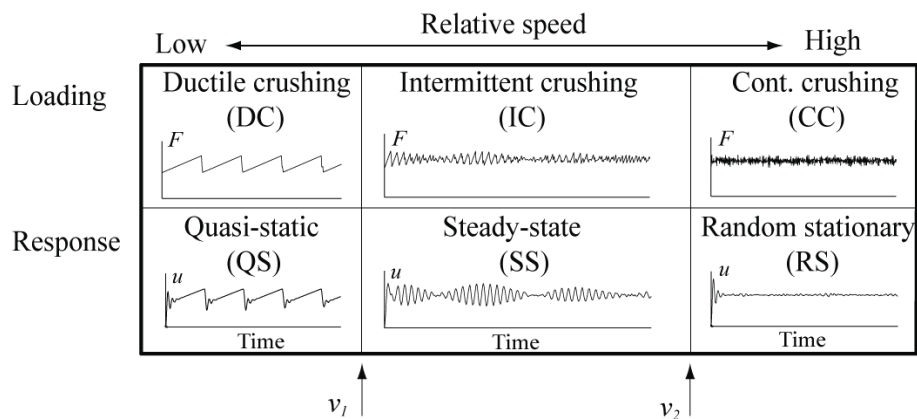 Relative speed
Low High
Loading
Ductile crushing Intermittent crushing Cont. crushing
(DC) (IC) (CC)
F F F
Response
Quasi-static Steady-state Random stationary
(QS) (SS) (RS)
u u u
Time Time Time
v1 v2